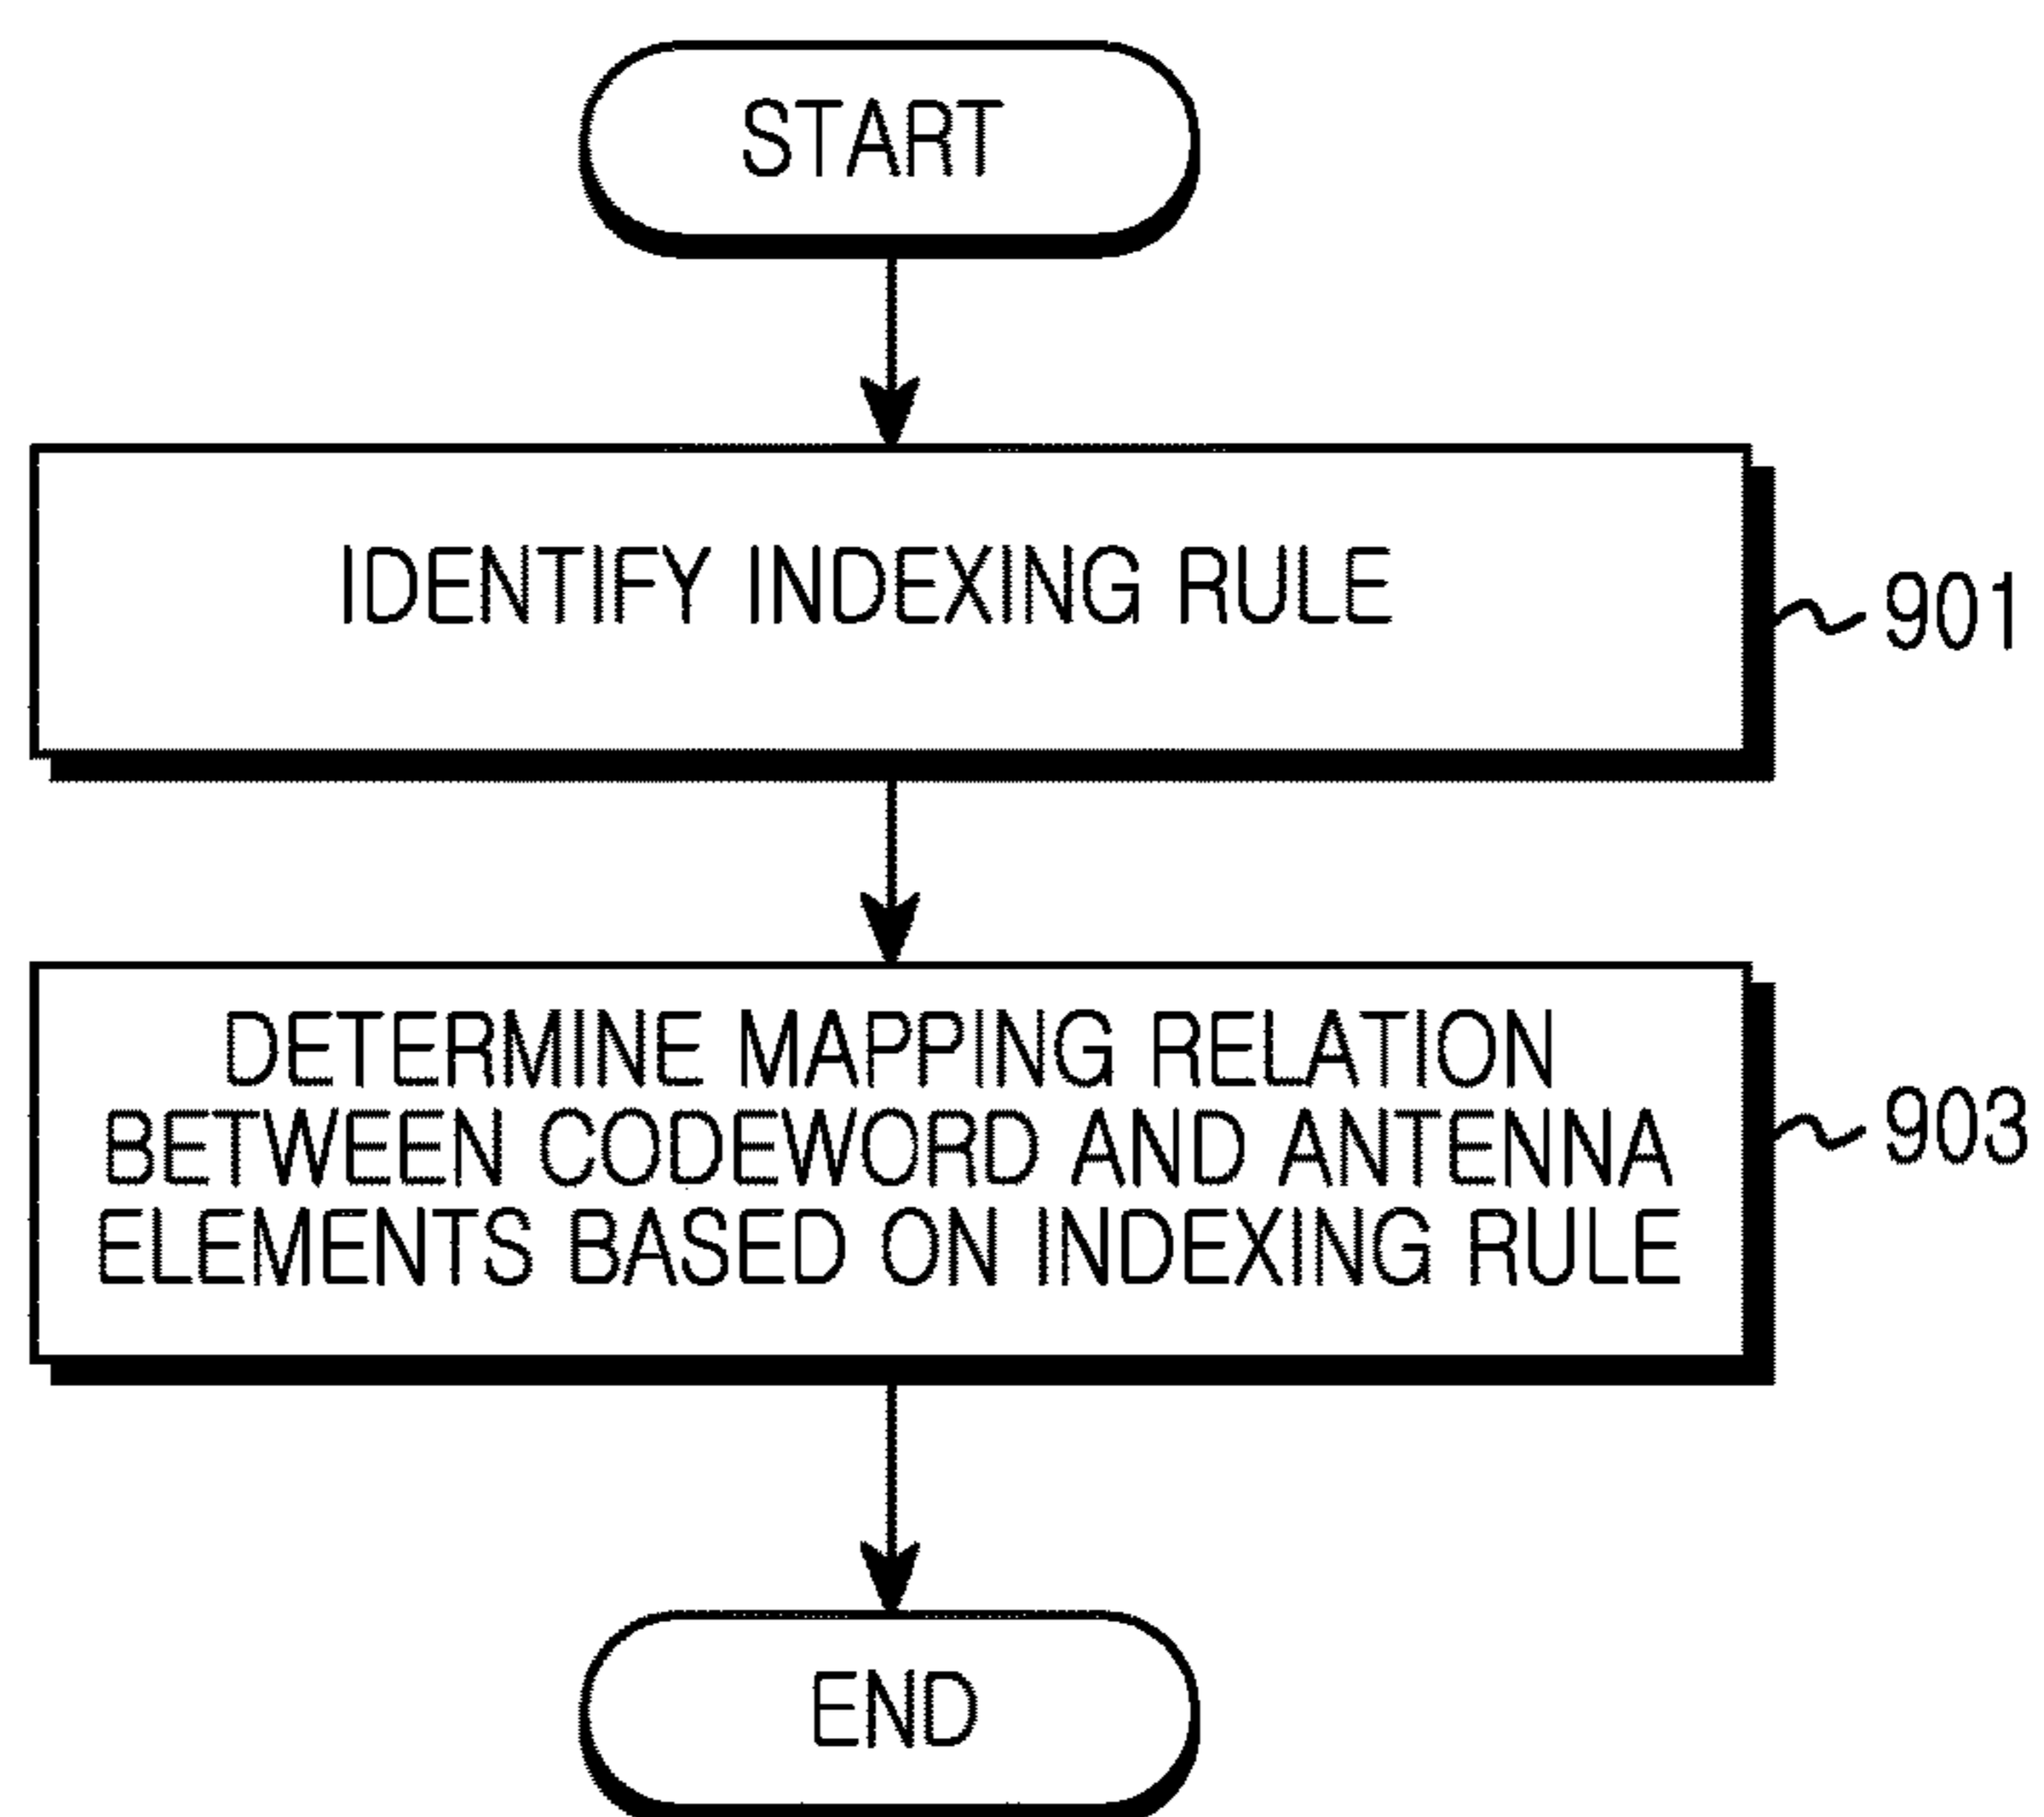 START
IDENTIFY INDEXING RULE
901
DETERMINE MAPPING RELATION
BETWEEN CODEWORD AND ANTENNA
ELEMENTS BASED ON INDEXING RULE
903
END